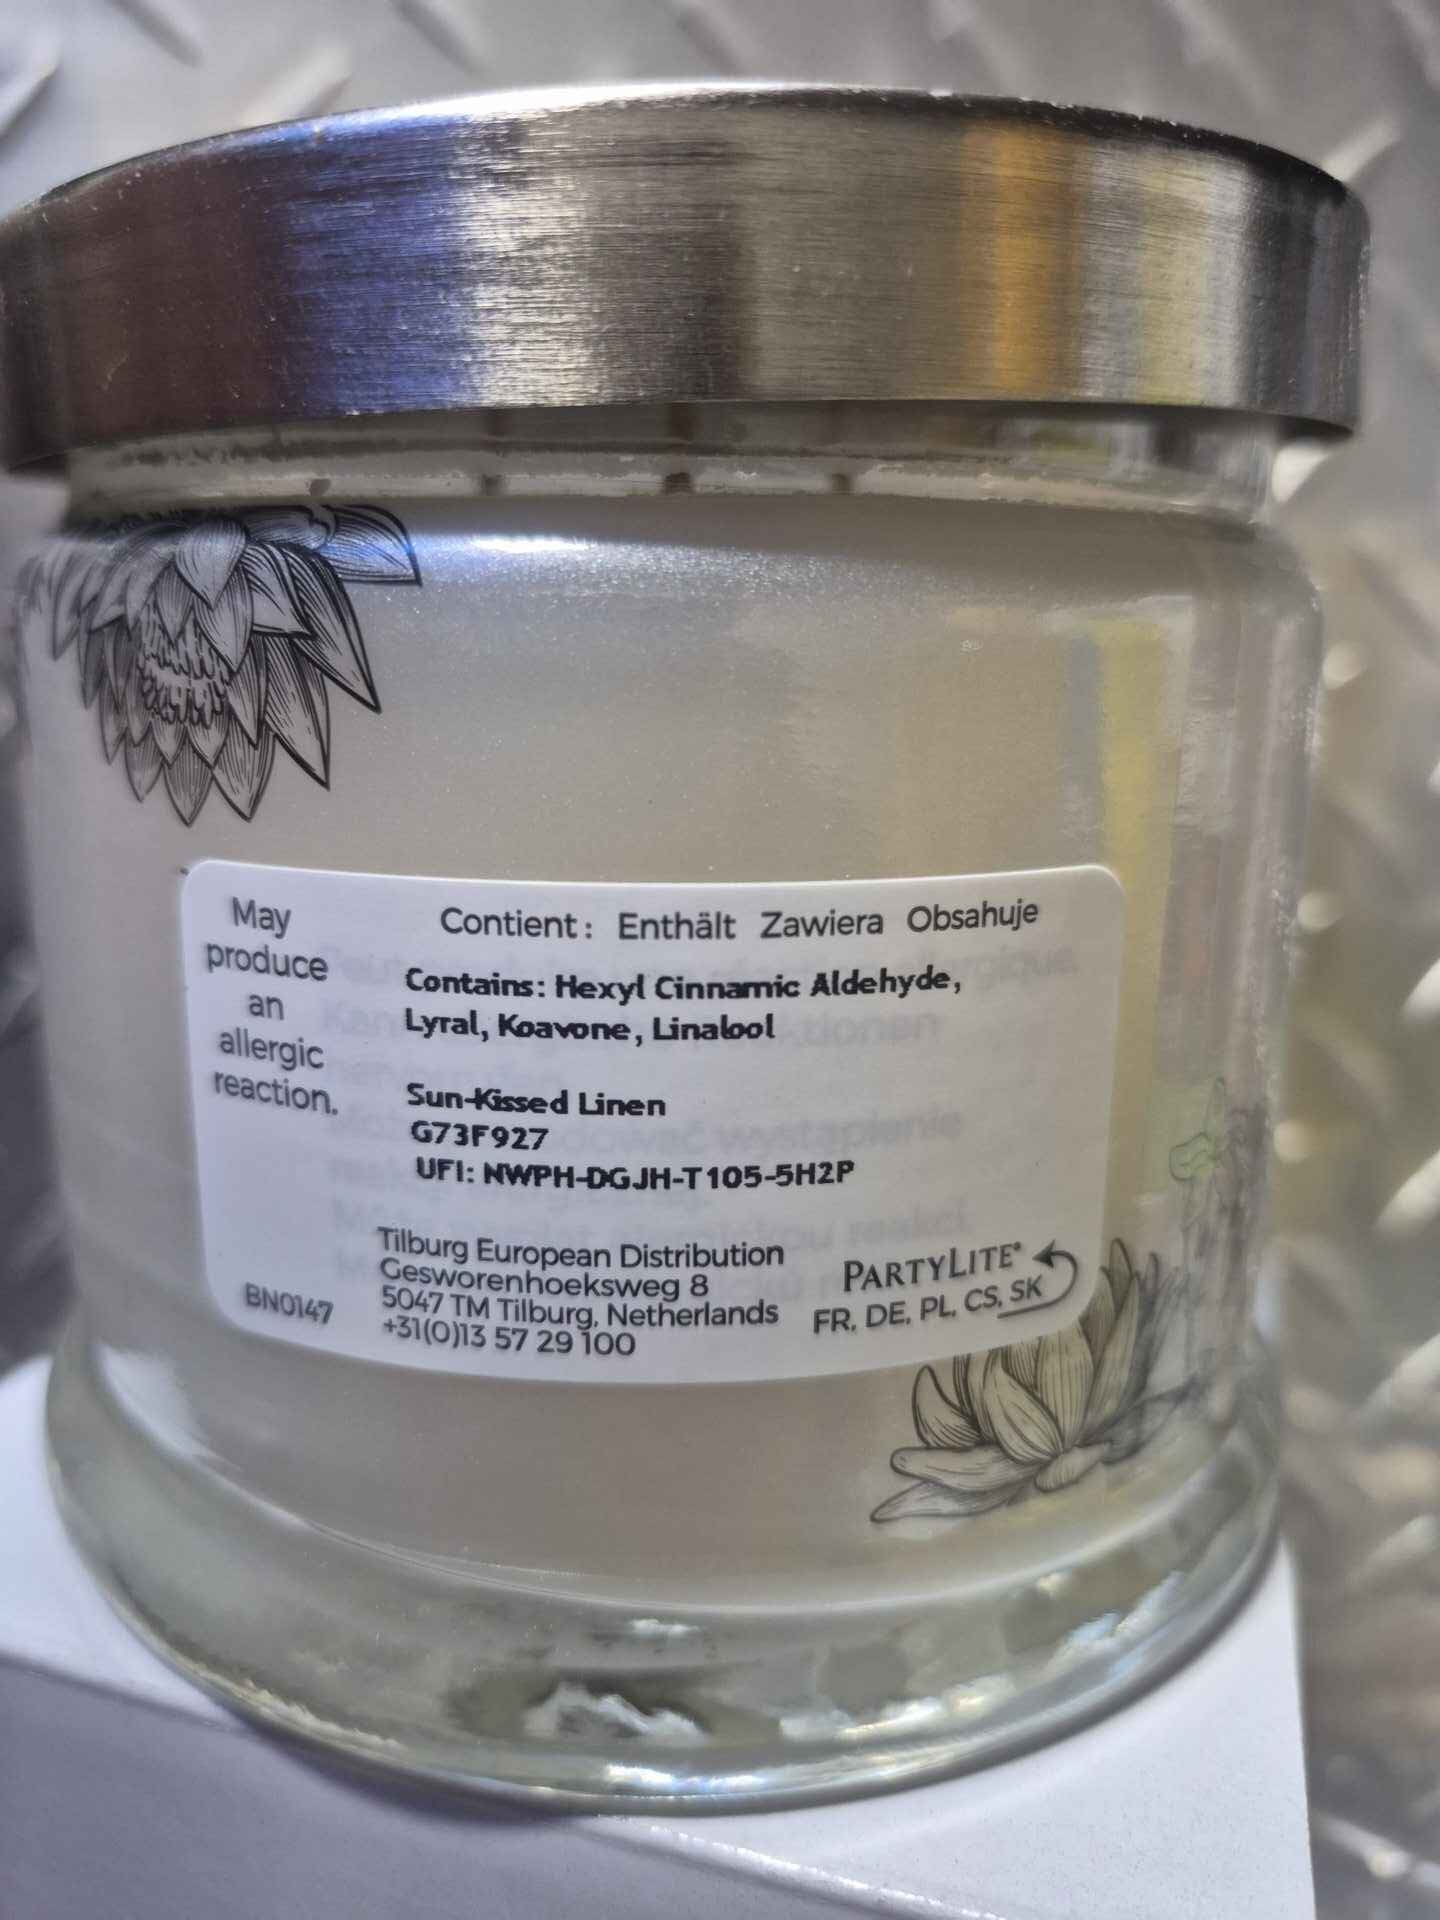 May
produce
an
allergic
reaction.
Contient: Enthält Zawiera Obsahuje
Contains: Hexyl Cinnamic Aldehyde,
Lyral, Koavone, Linalool
Sun-Kissed Linen
G73F927
UFI: NWPH-DGJH-T105-5H2P
BN0147
Tilburg European Distribution
Gesworenhoeksweg 8
5047 TM Tilburg, Netherlands
+31(0)13 57 29 100
PARTYLITE®
FR, DE, PL, CS, SK